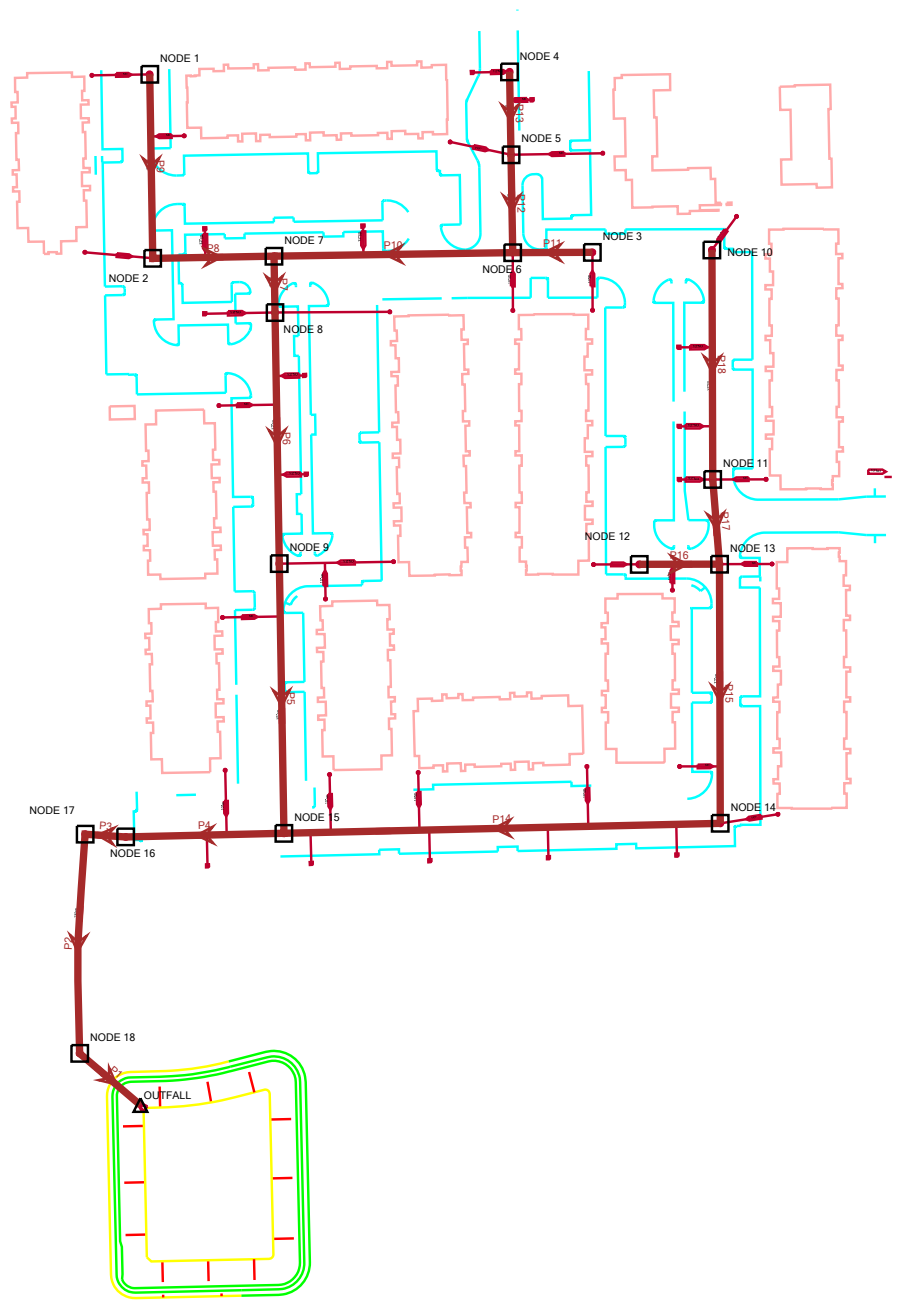 NODE 1
NODE 4
P13
NODE 5
P9
P12
NODE 3
P8
NODE 7
P10
P11
NODE 2
NODE 6
NODE 10
P7
NODE 8
P18
P6
NODE 11
P17
NODE 12
NODE 9
P16
NODE 13
P5
P15
NODE 17
P3
P4
NODE 15
P14
NODE 14
NODE 16
P2
NODE 18
P1
OUTFALL